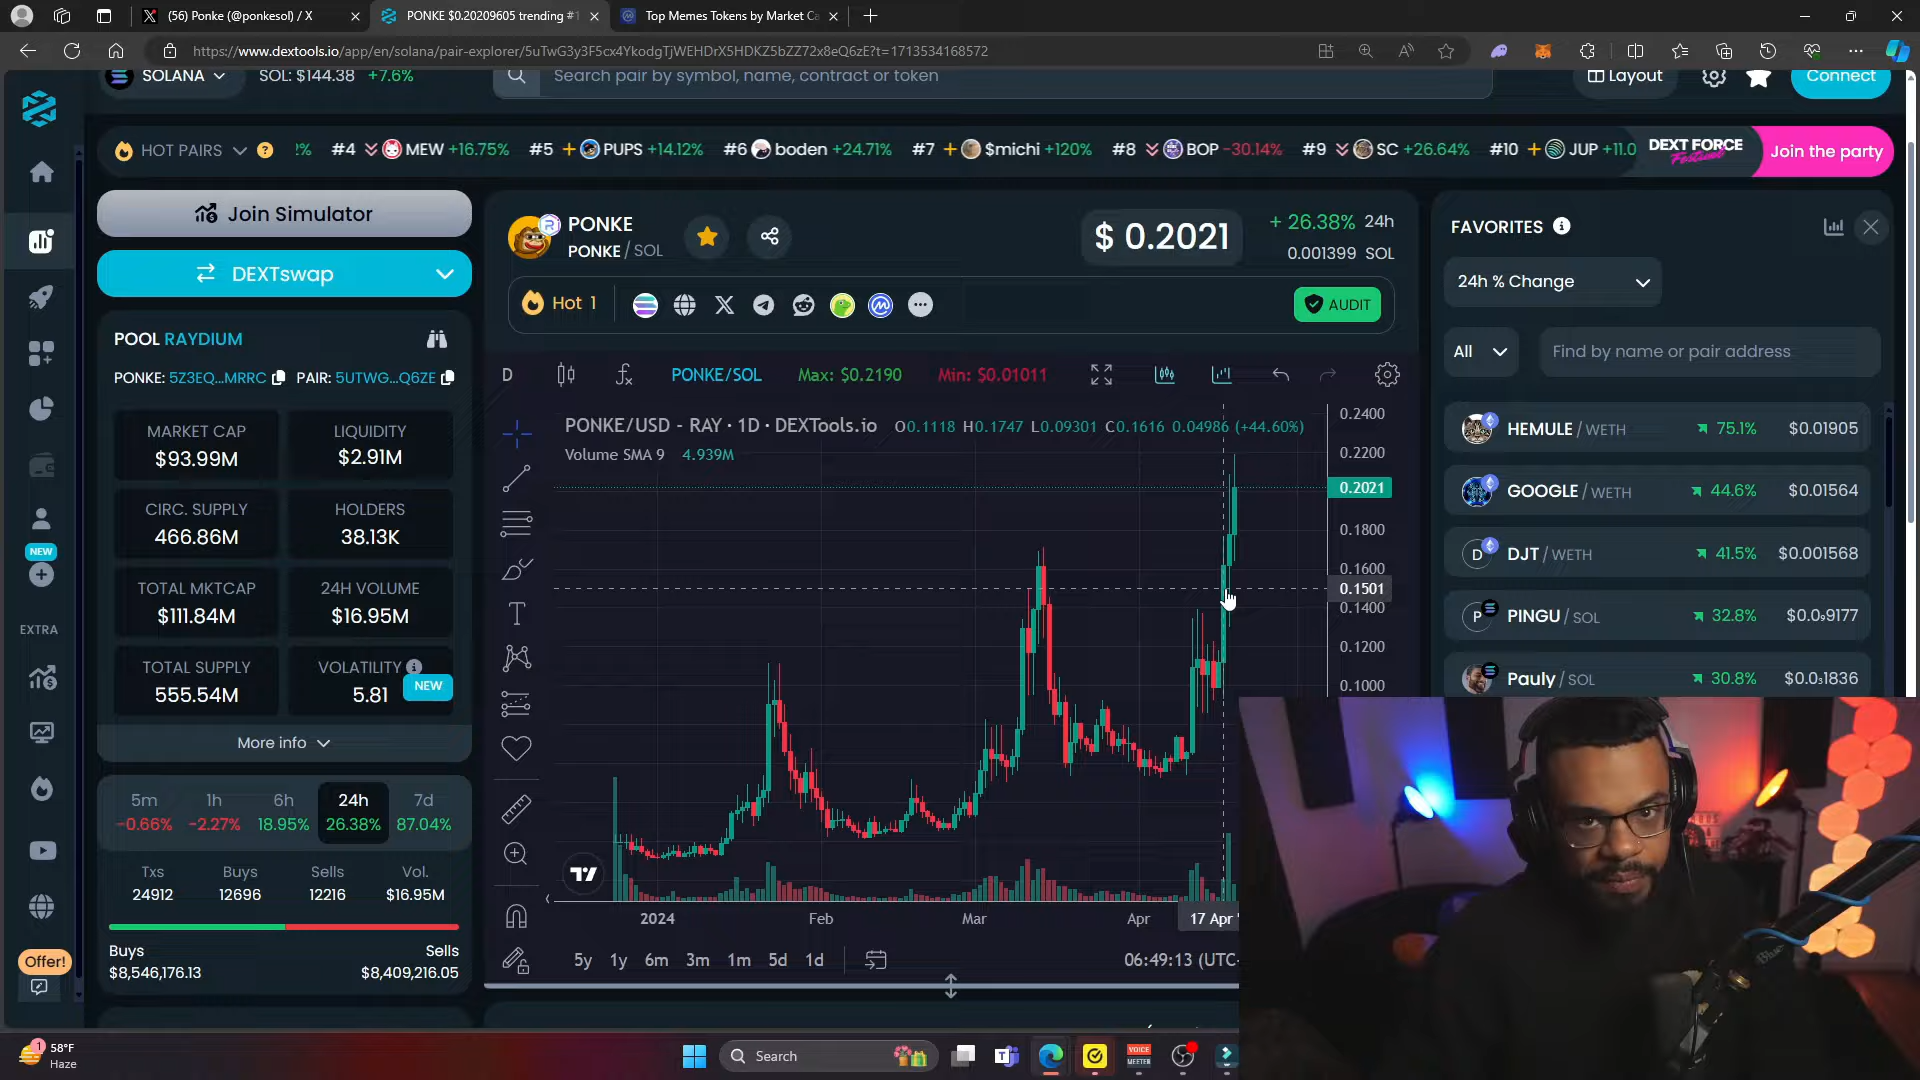 (56) Ponke (@ponkesol) / X
PONKE $0.20209605 trending #1
Top Memes Tokens by Market Ca
https://www.dextools.io/app/en/solana/pair-explorer/5uTwG3y3F5cx4YkodgTjWEHDrX5HDKZ5bZZ72x8eQ6zE?t=1713534168572
SOLANA
SOL: $144.38 +7.6%
Search pair by symbol, name, contract or token
Layout
Connect
HOT PAIRS
#4 MEW +16.75% #5 PUPS +14.12% #6 boden +24.71% #7 $michi +120% #8 BOP -30.14% #9 SC +26.64% #10 JUP +11.0
DEXT FORCE
Festival
Join the party
Join Simulator
DEXTswap
POOL RAYDIUM
PONKE: 5Z3EQ...MRRC PAIR: 5UTWG...Q6ZE
MARKET CAP
$93.99M
LIQUIDITY
$2.91M
CIRC. SUPPLY
466.86M
HOLDERS
38.13K
TOTAL MKTCAP
$111.84M
24H VOLUME
$16.95M
TOTAL SUPPLY
555.54M
VOLATILITY
5.81
NEW
More info
5m
-0.66%
1h
-2.27%
6h
18.95%
24h
26.38%
7d
87.04%
Txs
24912
Buys
12696
Sells
12216
Vol.
$16.95M
Buys
$8,546,176.13
Sells
$8,409,216.05
NEW
EXTRA
Offer!
PONKE
PONKE / SOL
$ 0.2021
+ 26.38% 24h
0.001399 SOL
Hot 1
AUDIT
D
PONKE/SOL
Max: $0.2190
Min: $0.01011
PONKE/USD - RAY · 1D · DEXTools.io O0.1118 H0.1747 L0.09301 C0.1616 0.04986 (+44.60%)
Volume SMA 9 4.939M
0.2400
0.2200
0.2021
0.1800
0.1600
0.1501
0.1400
0.1200
0.1000
2024
Feb
Mar
Apr
17 Apr '
5y 1y 6m 3m 1m 5d 1d
06:49:13 (UTC-
FAVORITES
24h % Change
All
Find by name or pair address
HEMULE / WETH 75.1% $0.01905
GOOGLE / WETH 44.6% $0.01564
D DJT / WETH 41.5% $0.001568
P PINGU / SOL 32.8% $0.0₉9177
Pauly / SOL 30.8% $0.0₃1836
1
58°F
Haze
Search
VOICE
MEETER